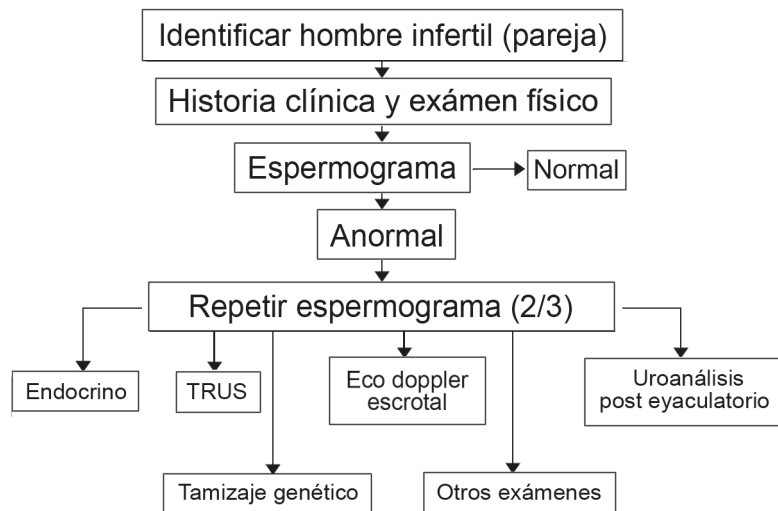 Identificar hombre infertil (pareja)
Historia clínica y exámen físico
Espermograma
Normal
Anormal
Repetir espermograma (2/3)
Endocrino
TRUS
Eco doppler
escrotal
Uroanálisis
post eyaculatorio
Tamizaje genético
Otros exámenes